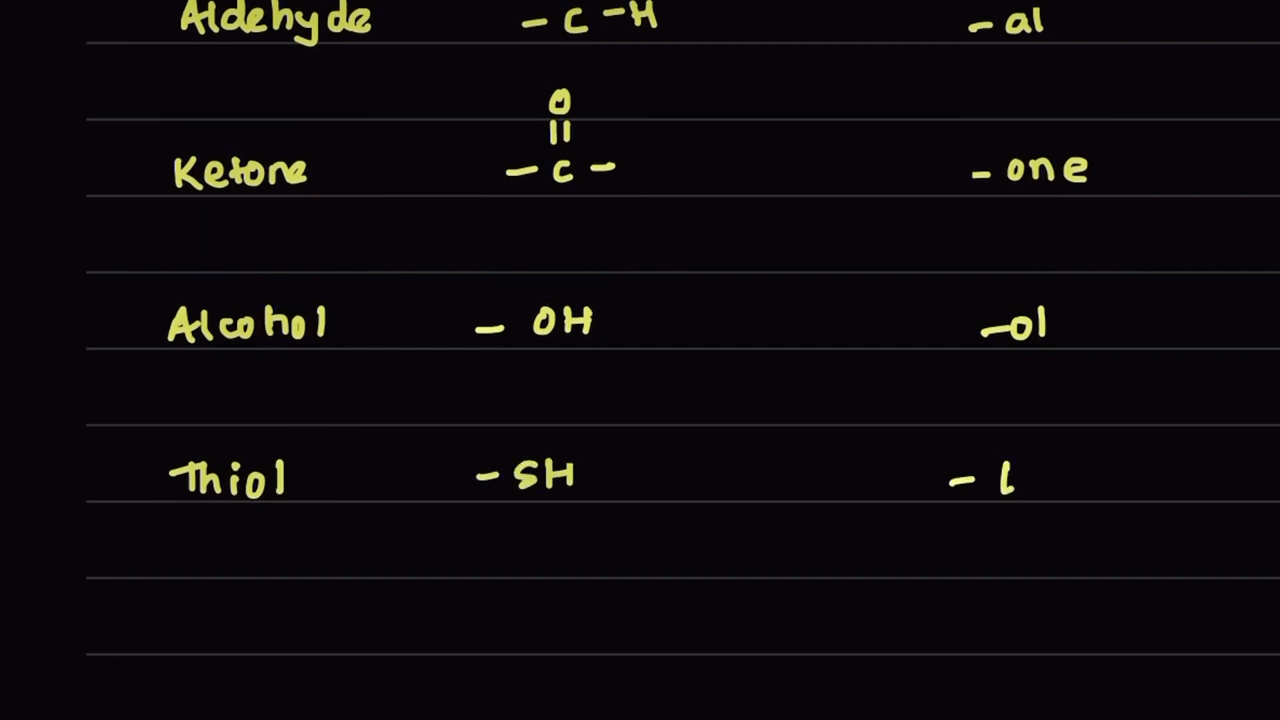 Aldehyde – C – H – al
O
||
Ketone – C – – one
Alcohol – OH – ol
Thiol – SH –